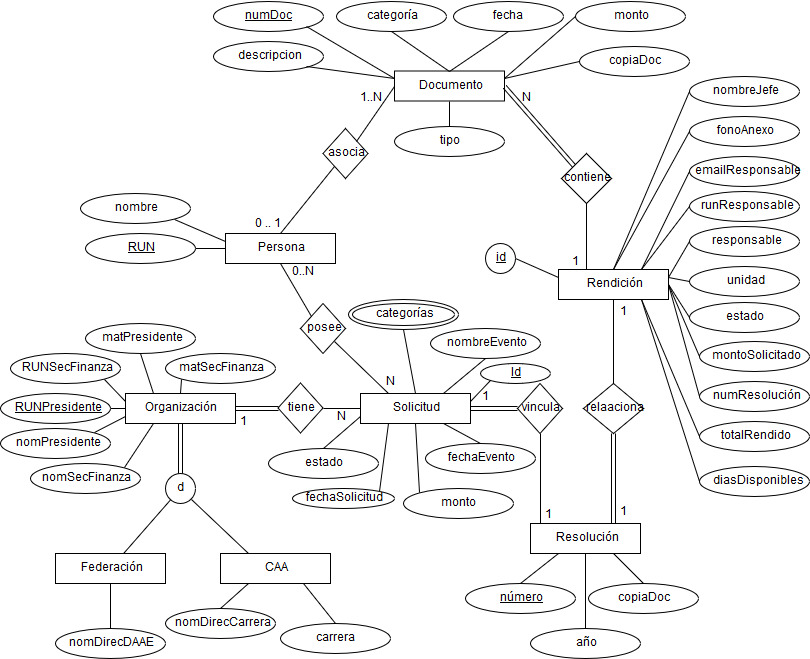 numDoc
categoría
fecha
monto
descripcion
copiaDoc
Documento
nombreJefe
1..N
N
fonoAnexo
tipo
asocia
emailResponsable
contiene
runResponsable
nombre
0 .. 1
responsable
RUN
Persona
id
1
0..N
Rendición
unidad
categorías
1
estado
posee
matPresidente
nombreEvento
montoSolicitado
RUNSecFinanza
matSecFinanza
Id
N
numResolución
RUNPresidente
Organización
tiene
Solicitud
1
vincula
relaaciona
1
N
nomPresidente
totalRendido
estado
fechaEvento
nomSecFinanza
diasDisponibles
d
fechaSolicitud
monto
1
1
Resolución
Federación
CAA
número
copiaDoc
nomDirecCarrera
nomDirecDAAE
carrera
año